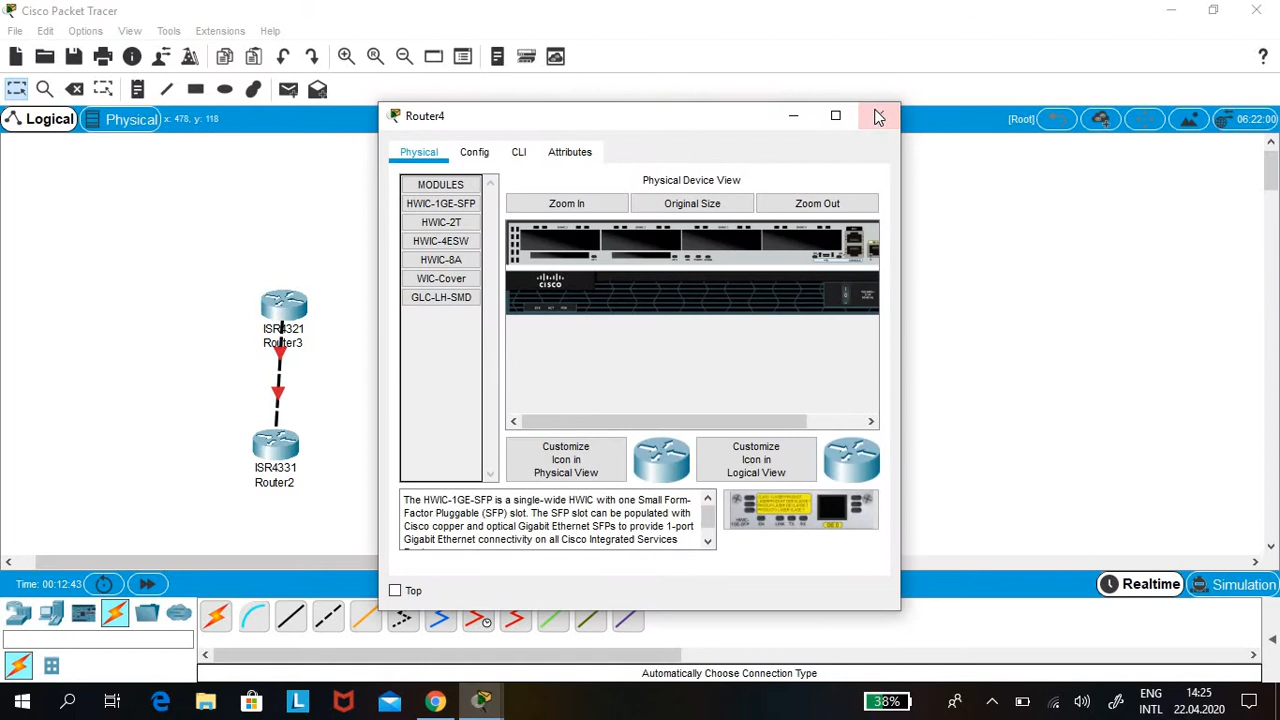 Cisco Packet Tracer
File Edit Options View Tools Extensions Help
Logical Physical x: 478, y: 118 [Root] 06:22:00
Router4
Physical Config CLI Attributes
MODULES
HWIC-1GE-SFP
HWIC-2T
HWIC-4ESW
HWIC-8A
WIC-Cover
GLC-LH-SMD
Physical Device View
Zoom In Original Size Zoom Out
CISCO
ISR4321
Router3
ISR4331
Router2
Customize
Icon in
Physical View
Customize
Icon in
Logical View
The HWIC-1GE-SFP is a single-wide HWIC with one Small Form-
Factor Pluggable (SFP) slot. The SFP slot can be populated with
Cisco copper and optical Gigabit Ethernet SFPs to provide 1-port
Gigabit Ethernet connectivity on all Cisco Integrated Services
Top
Time: 00:12:43 Realtime Simulation
Automatically Choose Connection Type
38% ENG
INTL
14:25
22.04.2020